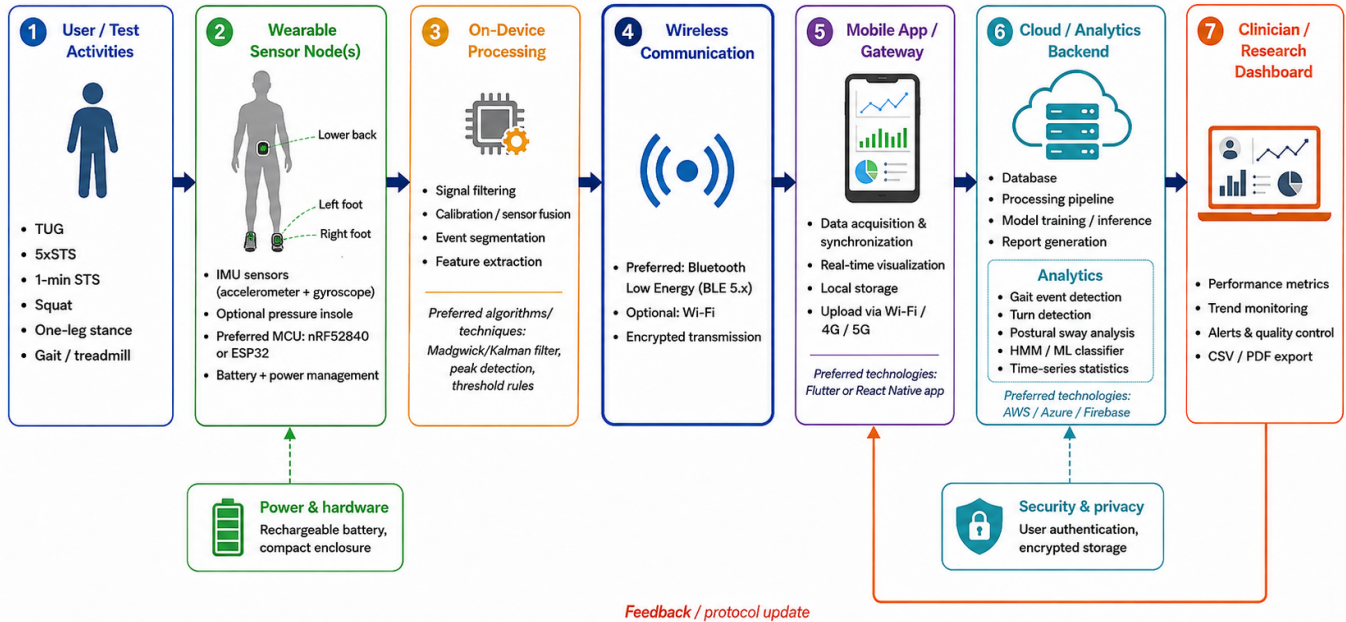 1 User / Test
Activities
• TUG
• 5xSTS
• 1-min STS
• Squat
• One-leg stance
• Gait / treadmill
2 Wearable
Sensor Node(s)
Lower back
Left foot
Right foot
• IMU sensors
(accelerometer + gyroscope)
• Optional pressure insole
• Preferred MCU: nRF52840
or ESP32
• Battery + power management
3 On-Device
Processing
• Signal filtering
• Calibration / sensor fusion
• Event segmentation
• Feature extraction
Preferred algorithms/
techniques:
Madgwick/Kalman filter,
peak detection,
threshold rules
4 Wireless
Communication
• Preferred: Bluetooth
Low Energy (BLE 5.x)
• Optional: Wi-Fi
• Encrypted transmission
5 Mobile App /
Gateway
• Data acquisition &
synchronization
• Real-time visualization
• Local storage
• Upload via Wi-Fi /
4G / 5G
Preferred technologies:
Flutter or React Native app
6 Cloud / Analytics
Backend
• Database
• Processing pipeline
• Model training / inference
• Report generation
Analytics
• Gait event detection
• Turn detection
• Postural sway analysis
• HMM / ML classifier
• Time-series statistics
Preferred technologies:
AWS / Azure / Firebase
7 Clinician /
Research
Dashboard
• Performance metrics
• Trend monitoring
• Alerts & quality control
• CSV / PDF export
Power & hardware
Rechargeable battery,
compact enclosure
Security & privacy
User authentication,
encrypted storage
Feedback / protocol update